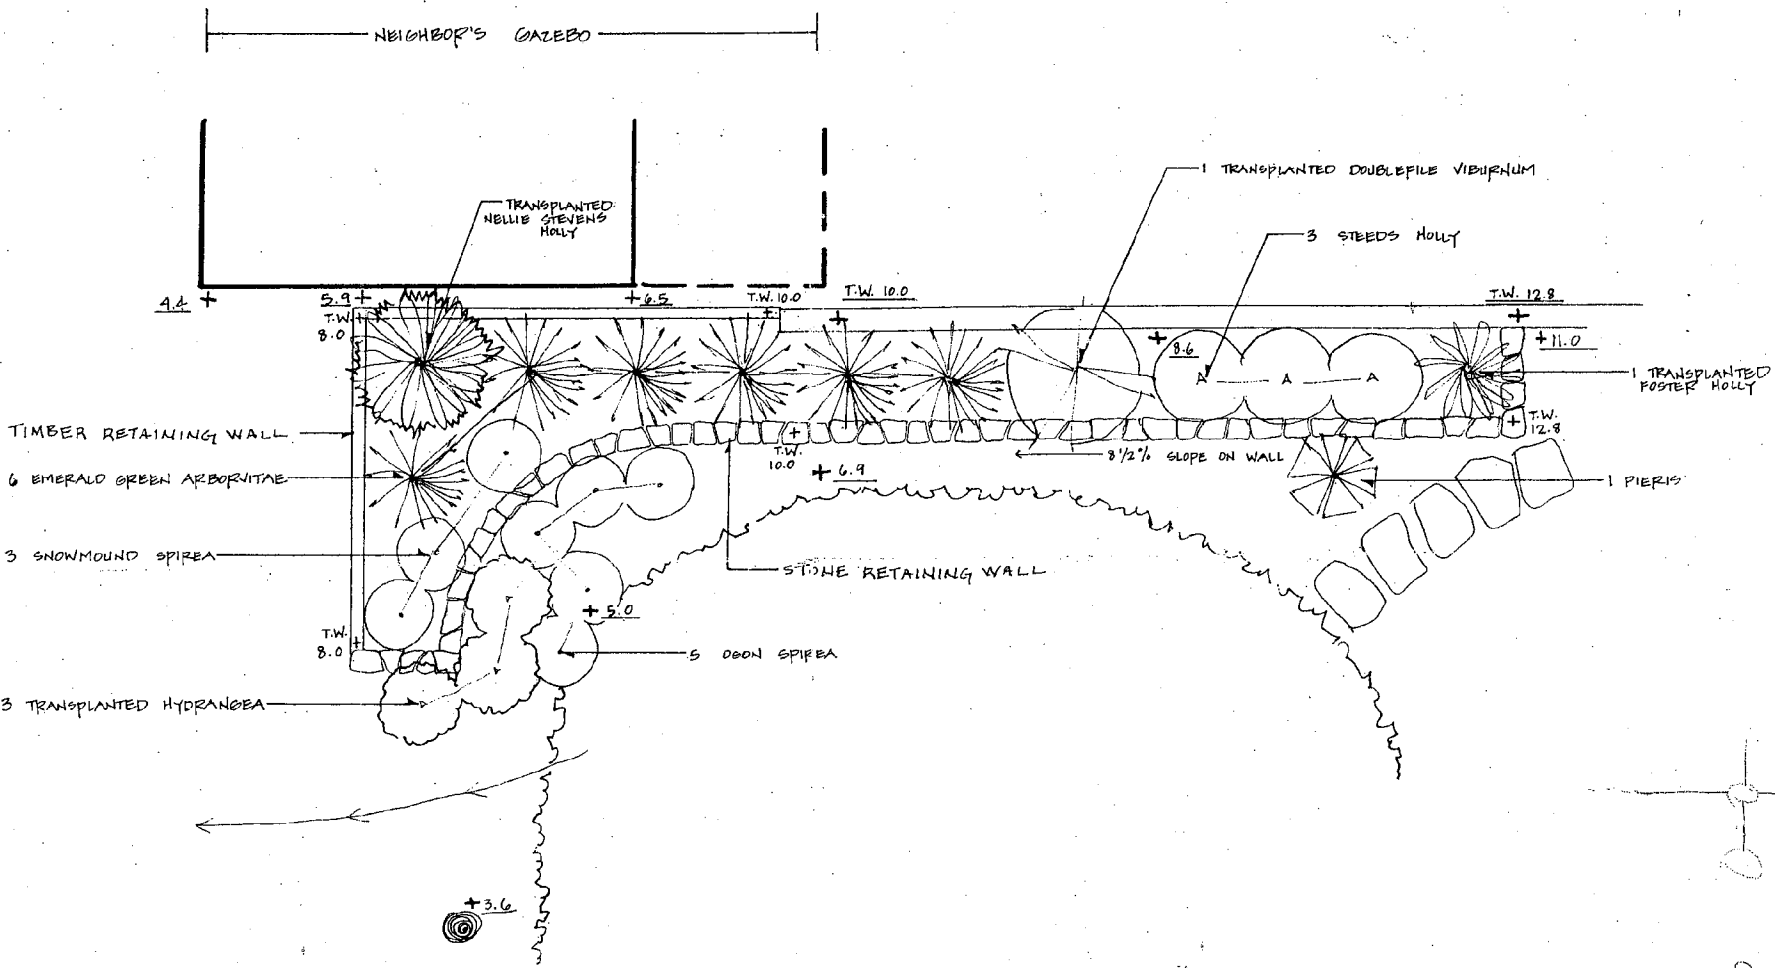 NEIGHBOR'S GAZEBO
1 TRANSPLANTED DOUBLEFILE VIBURNUM
TRANSPLANTED
NELLIE STEVENS
HOLLY
3 STEEDS HOLLY
4.4
5.9
6.5
T.W. 10.0
T.W. 10.0
T.W. 12.8
T.W.
8.0
8.6
11.0
A A A
1 TRANSPLANTED
FOSTER HOLLY
T.W.
12.8
TIMBER RETAINING WALL
T.W.
10.0
8 1/2% SLOPE ON WALL
6.9
6 EMERALD GREEN ARBORVITAE
1 PIERIS
3 SNOWMOUND SPIREA
STONE RETAINING WALL
5.0
T.W.
8.0
5 OGON SPIREA
3 TRANSPLANTED HYDRANGEA
3.6